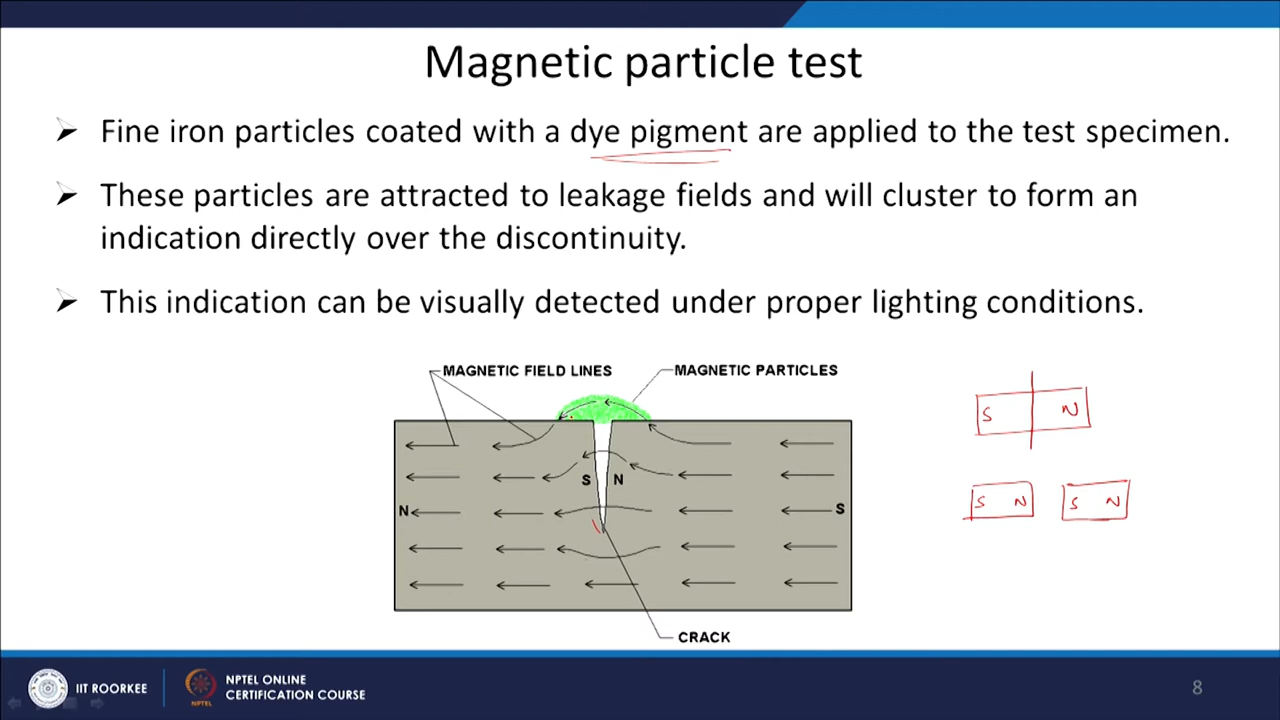 Magnetic particle test
Fine iron particles coated with a dye pigment are applied to the test specimen.
These particles are attracted to leakage fields and will cluster to form an
indication directly over the discontinuity.
This indication can be visually detected under proper lighting conditions.
MAGNETIC FIELD LINES
MAGNETIC PARTICLES
S N
S N
N S
S N S N
CRACK
IIT ROORKEE
NPTEL ONLINE
CERTIFICATION COURSE
8